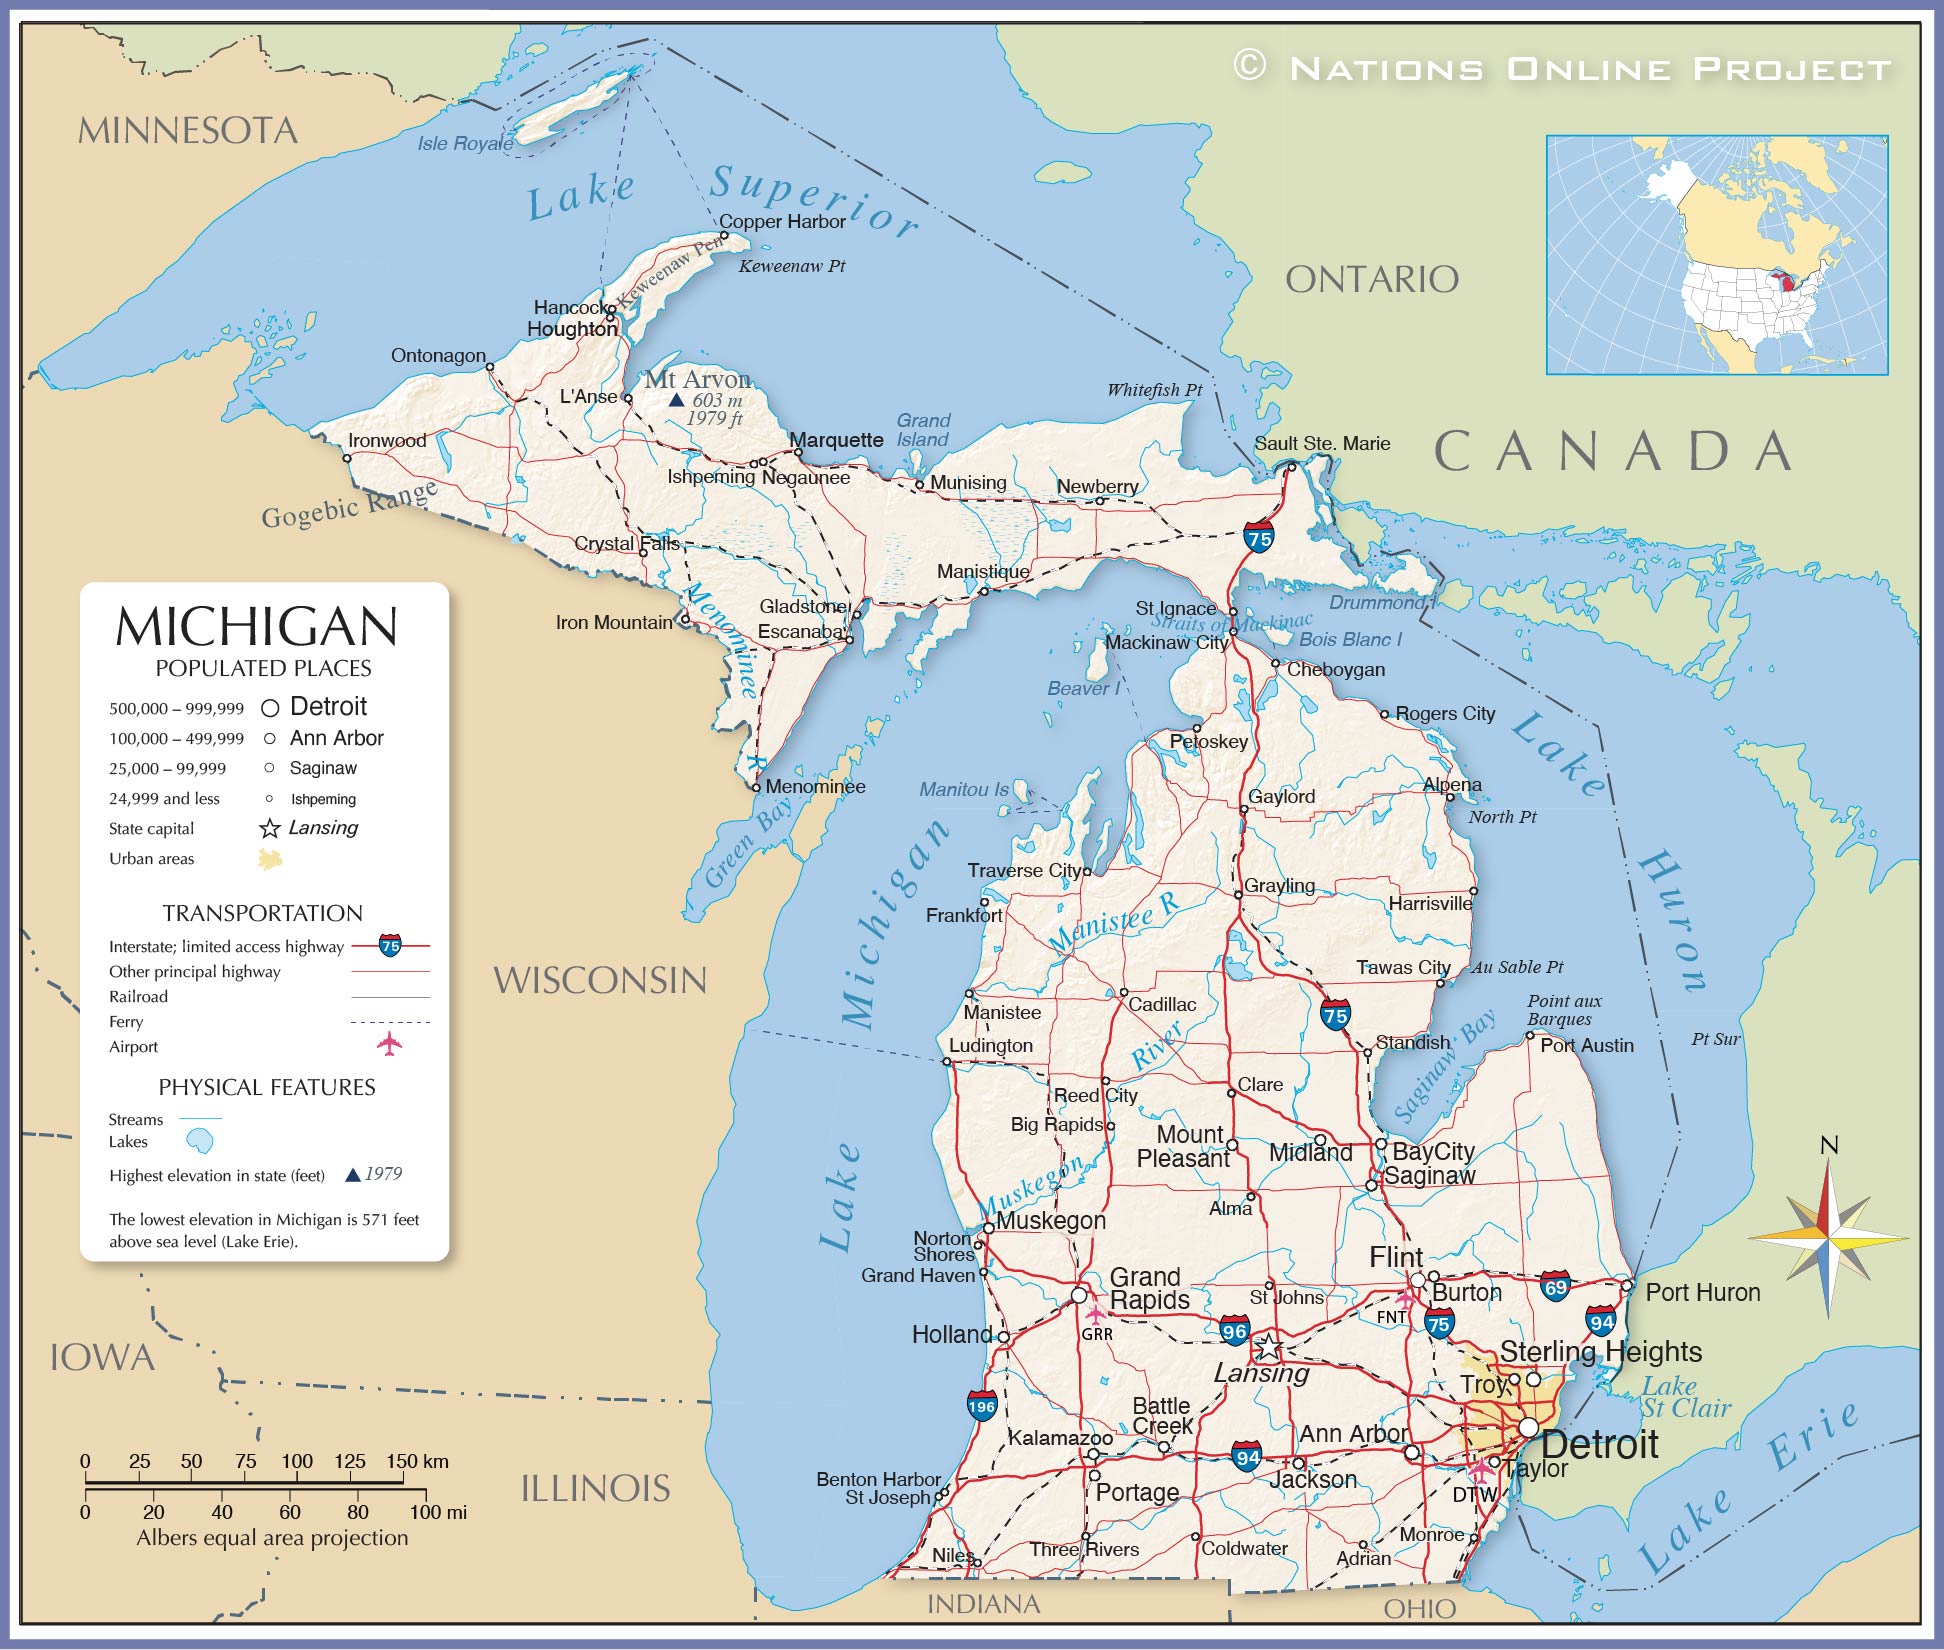 © NATIONS ONLINE PROJECT
MINNESOTA
Isle Royale
Lake Superior
Copper Harbor
Keweenaw Pen
Keweenaw Pt
ONTARIO
CANADA
Hancock
Houghton
Ontonagon
L'Anse
Mt Arvon
603 m
1979 ft
Whitefish Pt
Grand
Island
Ironwood
Marquette
Sault Ste. Marie
Ishpeming
Negaunee
Munising
Newberry
Gogebic Range
75
Crystal Falls
Manistique
Menominee R
Gladstone
Escanaba
Iron Mountain
St Ignace
Straits of Mackinac
Mackinaw City
Drummond I
Bois Blanc I
Cheboygan
Beaver I
Rogers City
Petoskey
Lake Huron
Menominee
Manitou Is
Gaylord
Alpena
North Pt
Green Bay
Traverse City
Grayling
Frankfort
Manistee R
Harrisville
WISCONSIN
Lake Michigan
Tawas City
Au Sable Pt
Cadillac
Manistee
75
Point aux
Barques
Port Austin
Pt Sur
Ludington
River
Standish
Saginaw Bay
Reed City
Clare
Big Rapids
Mount
Pleasant
Midland
BayCity
Saginaw
Muskegon
Alma
Muskegon
Norton
Shores
Grand Haven
Grand
Rapids
GRR
St Johns
Flint
Burton
FNT
69
Port Huron
94
75
96
Holland
Lansing
Sterling Heights
Troy
Lake
St Clair
196
Battle
Creek
Kalamazoo
Ann Arbor
Detroit
94
Taylor
Jackson
DTW
Portage
Benton Harbor
St Joseph
Monroe
Niles
Three Rivers
Coldwater
Adrian
Lake Erie
IOWA
ILLINOIS
INDIANA
OHIO
N
MICHIGAN
POPULATED PLACES
500,000 – 999,999 Detroit
100,000 – 499,999 Ann Arbor
25,000 – 99,999 Saginaw
24,999 and less Ishpeming
State capital Lansing
Urban areas
TRANSPORTATION
Interstate; limited access highway 75
Other principal highway
Railroad
Ferry
Airport
PHYSICAL FEATURES
Streams
Lakes
Highest elevation in state (feet) 1979
The lowest elevation in Michigan is 571 feet
above sea level (Lake Erie).
0 25 50 75 100 125 150 km
0 20 40 60 80 100 mi
Albers equal area projection